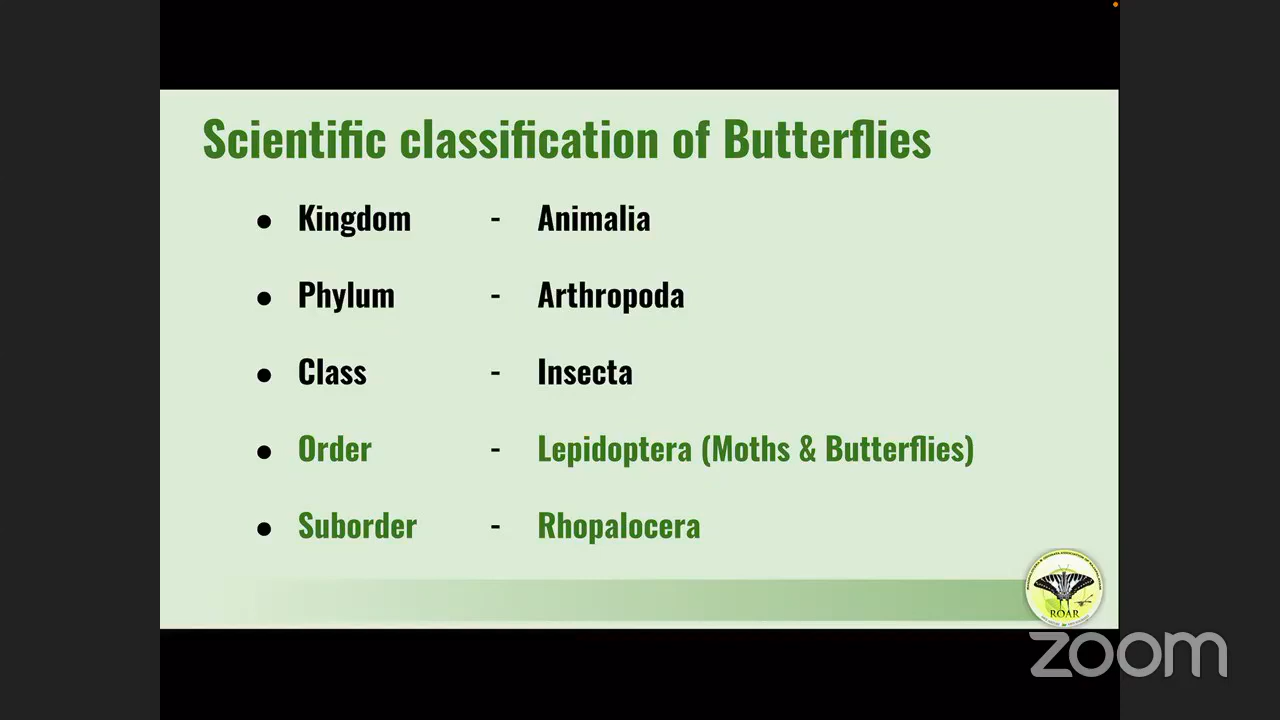 Scientific classification of Butterflies
● Kingdom - Animalia
● Phylum - Arthropoda
● Class - Insecta
● Order - Lepidoptera (Moths & Butterflies)
● Suborder - Rhopalocera
ROAR
zoom